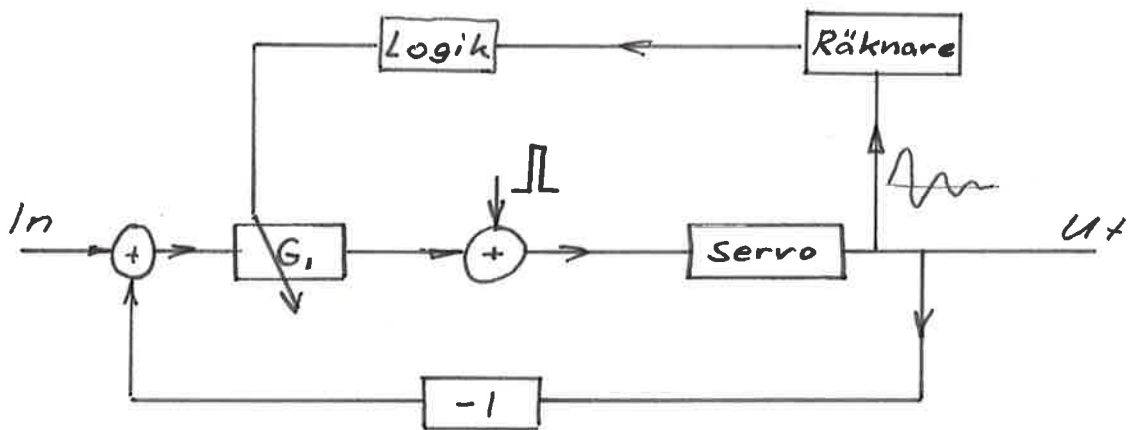 Logik
Räknare
In
+
G₁
+
Servo
Ut
-1